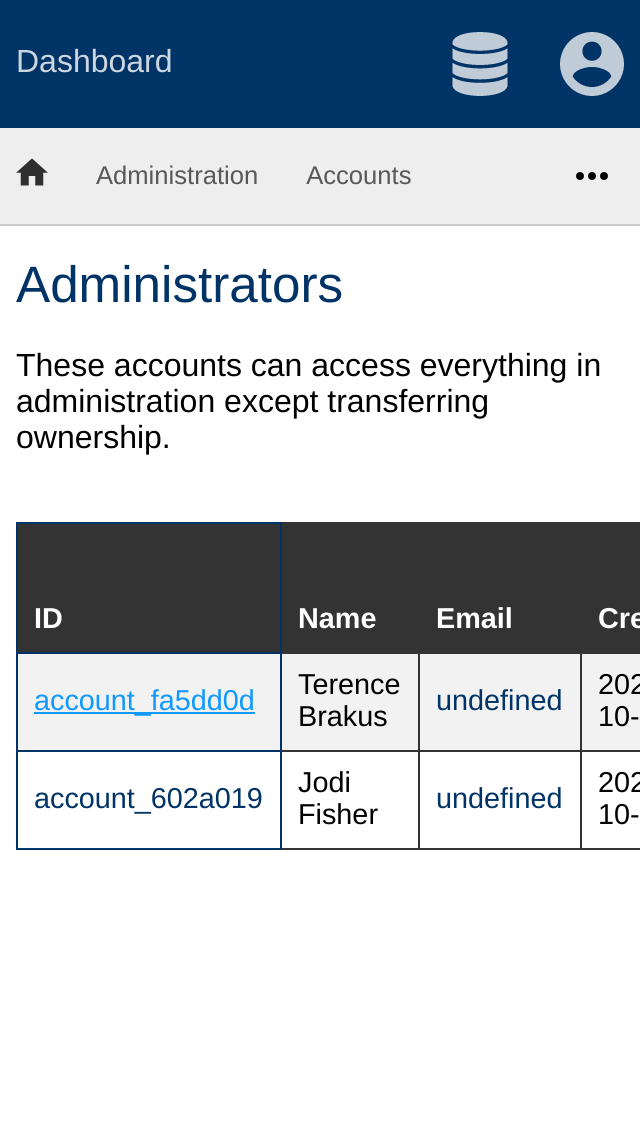 Dashboard
Administration Accounts
Administrators
These accounts can access everything in
administration except transferring
ownership.
ID Name Email Cre
account_fa5dd0d Terence Brakus undefined 202 10-
account_602a019 Jodi Fisher undefined 202 10-